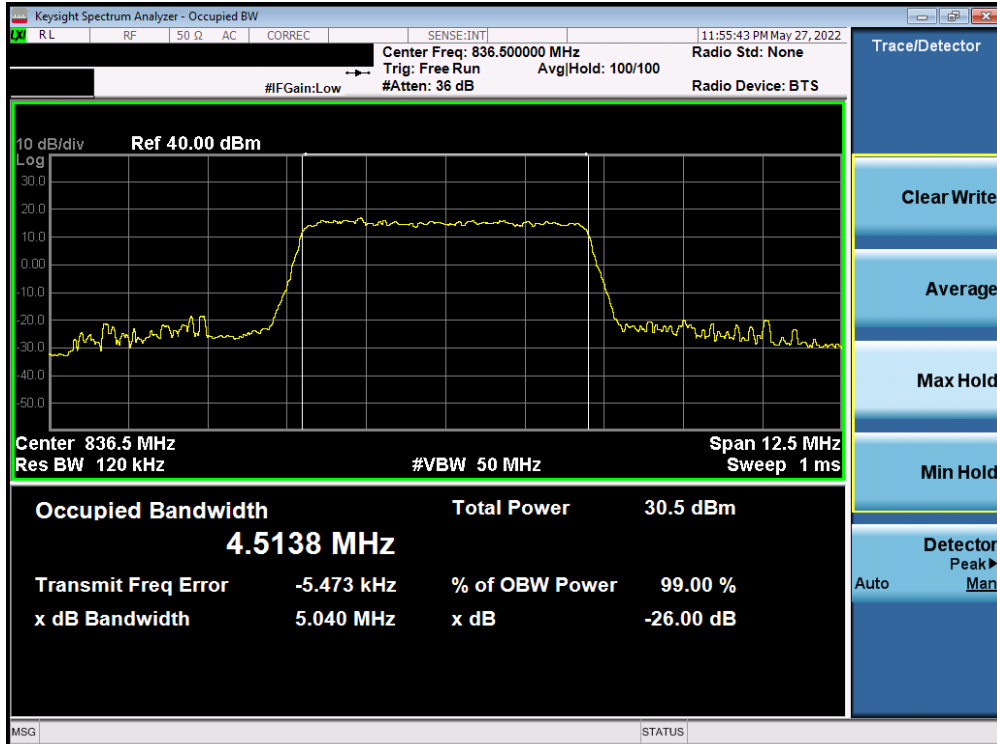 Keysight Spectrum Analyzer - Occupied BW
LXI RL RF 50 Ω AC CORREC SENSE:INT 11:55:43 PM May 27, 2022
Center Freq: 836.500000 MHz Radio Std: None
Trig: Free Run Avg|Hold: 100/100
#IFGain:Low #Atten: 36 dB Radio Device: BTS
Trace/Detector
10 dB/div Ref 40.00 dBm
Log
30.0
20.0
10.0
0.00
-10.0
-20.0
-30.0
-40.0
-50.0
Center 836.5 MHz Span 12.5 MHz
Res BW 120 kHz #VBW 50 MHz Sweep 1 ms
Occupied Bandwidth Total Power 30.5 dBm
4.5138 MHz
Transmit Freq Error -5.473 kHz % of OBW Power 99.00 %
x dB Bandwidth 5.040 MHz x dB -26.00 dB
Clear Write
Average
Max Hold
Min Hold
Detector
Peak▶
Auto Man
MSG STATUS